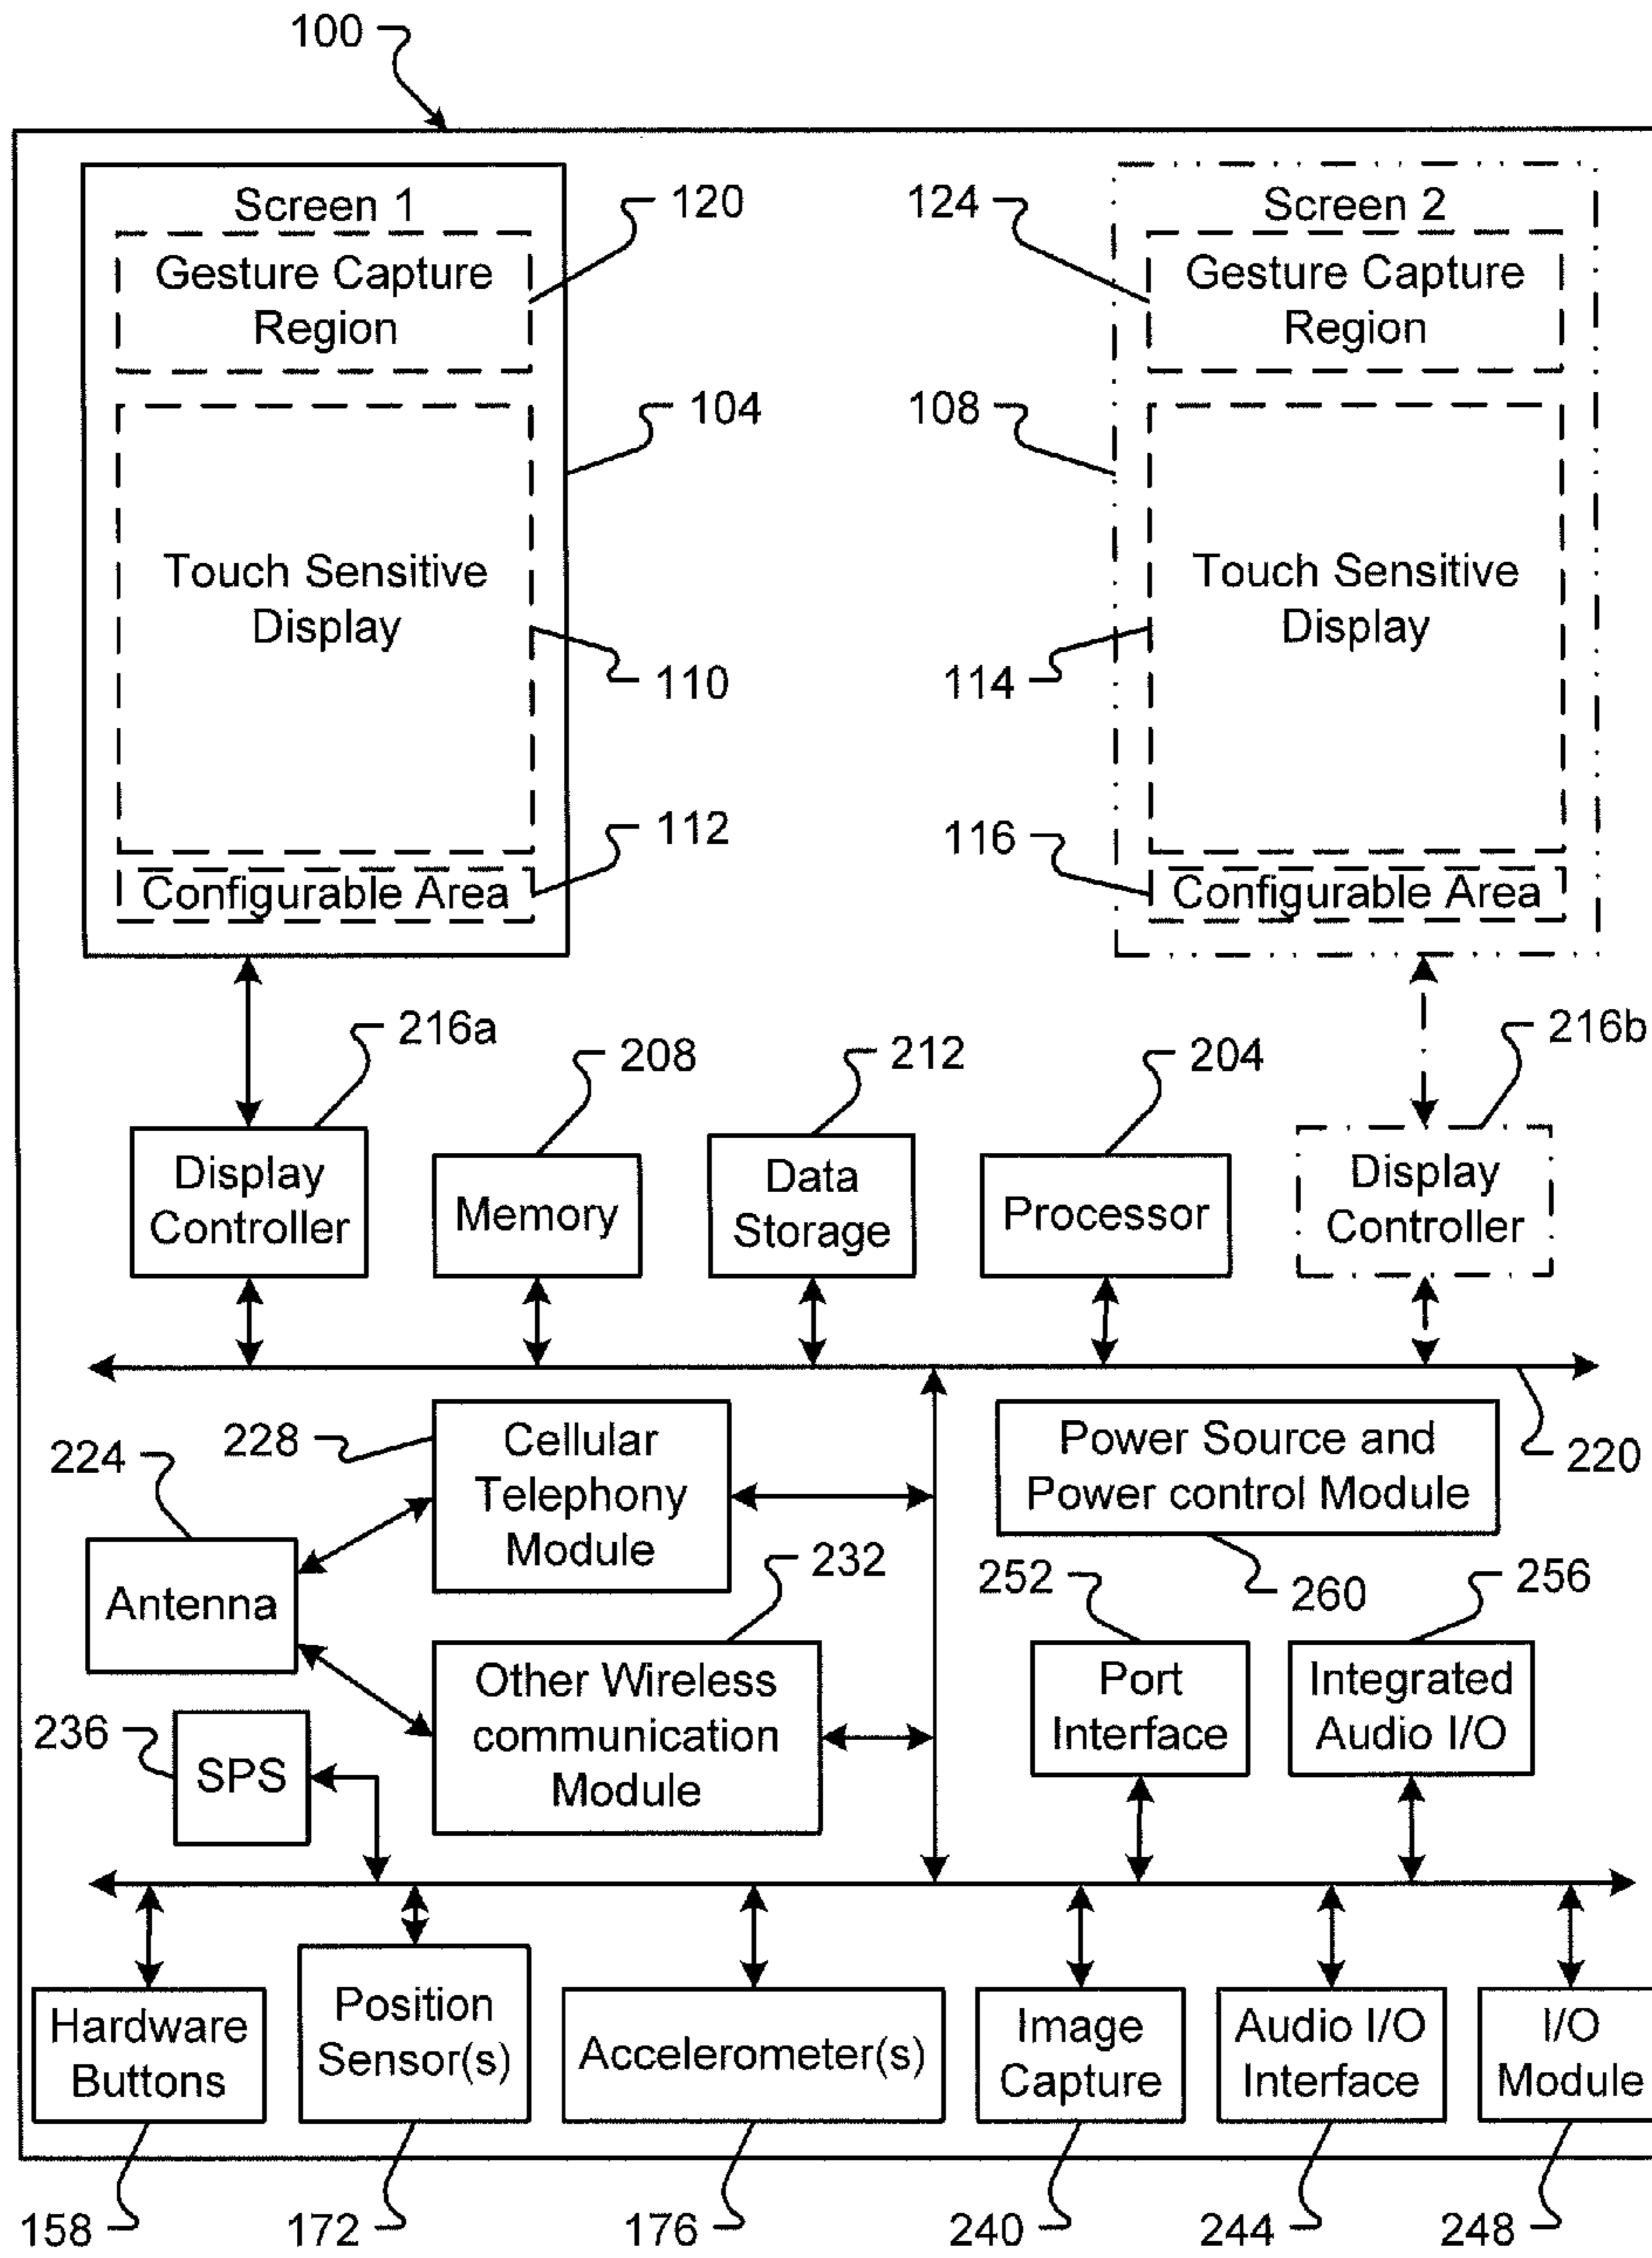 100
Screen 1
120
124
Screen 2
Gesture Capture
Region
Gesture Capture
Region
104
108
Touch Sensitive
Display
Touch Sensitive
Display
110
114
112
116
Configurable Area
Configurable Area
216a
208
212
204
216b
Display
Controller
Memory
Data
Storage
Processor
Display
Controller
228
Cellular
Telephony
Module
Power Source and
Power control Module
220
224
Antenna
232
252
260
256
Other Wireless
communication
Module
Port
Interface
Integrated
Audio I/O
236
SPS
Hardware
Buttons
Position
Sensor(s)
Accelerometer(s)
Image
Capture
Audio I/O
Interface
I/O
Module
158
172
176
240
244
248